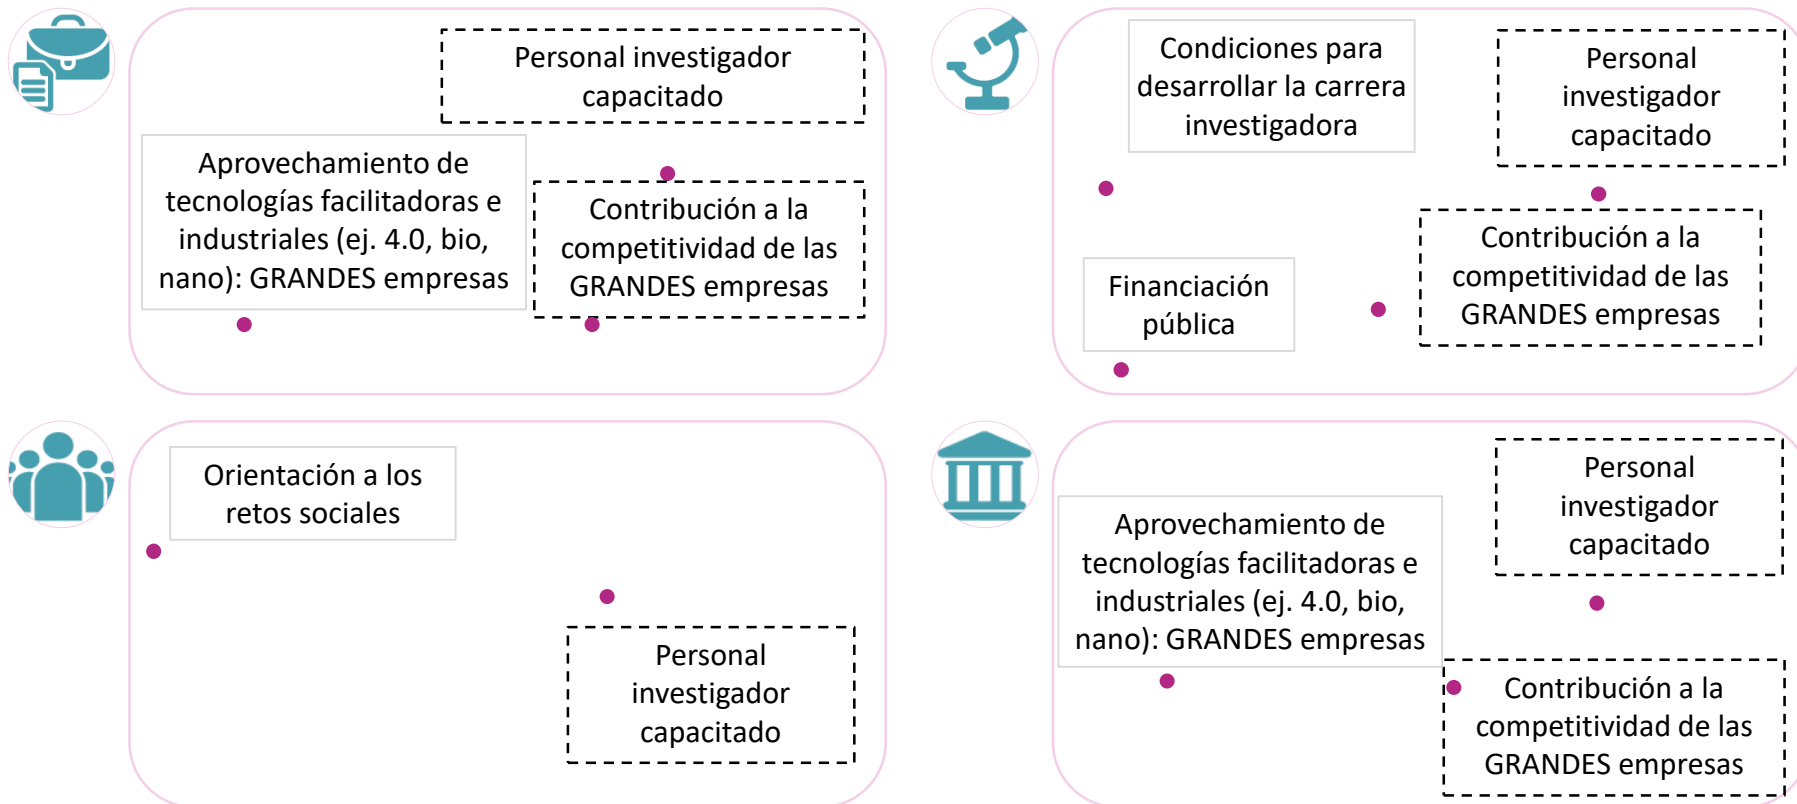 Personal investigador
capacitado
Aprovechamiento de
tecnologías facilitadoras e
industriales (ej. 4.0, bio,
nano): GRANDES empresas
Contribución a la
competitividad de las
GRANDES empresas
Condiciones para
desarrollar la carrera
investigadora
Personal
investigador
capacitado
Contribución a la
competitividad de las
GRANDES empresas
Financiación
pública
Orientación a los
retos sociales
Personal
investigador
capacitado
Personal
investigador
capacitado
Aprovechamiento de
tecnologías facilitadoras e
industriales (ej. 4.0, bio,
nano): GRANDES empresas
Contribución a la
competitividad de las
GRANDES empresas